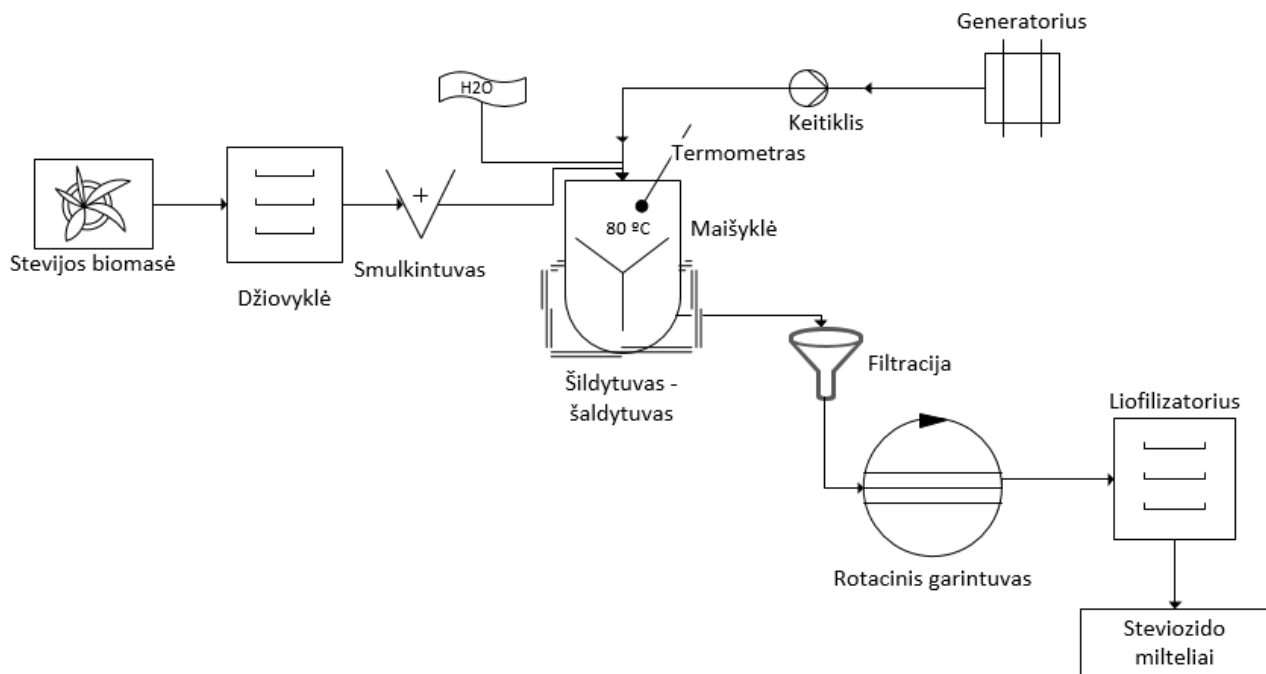 Generatorius
H2O
Keitiklis
Termometras
80 ºC
Maišyklė
Stevijos biomasė
Smulkintuvas
Džiovyklė
Šildytuvas -
šaldytuvas
Filtracija
Liofilizatorius
Rotacinis garintuvas
Steviozido
milteliai